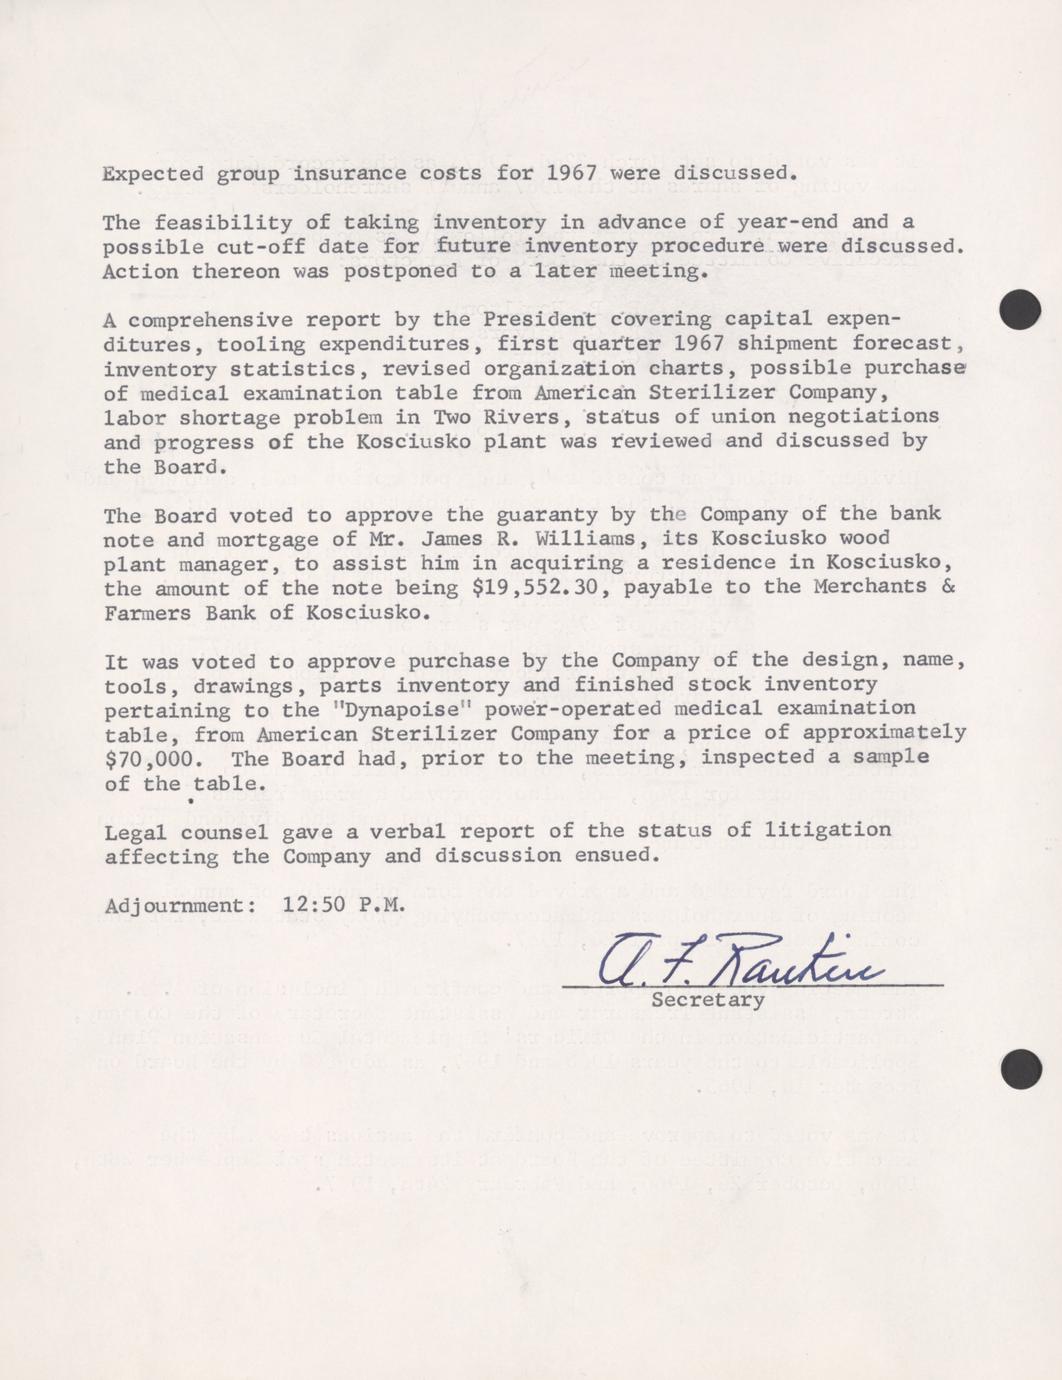 Expected group insurance costs for 1967 were discussed.
The feasibility of taking inventory in advance of year-end and a
possible cut-off date for future inventory procedure were discussed.
Action thereon was postponed to a later meeting.
A comprehensive report by the President covering capital expen-
ditures, tooling expenditures, first quarter 1967 shipment forecast,
inventory statistics, revised organization charts, possible purchase
of medical examination table from American Sterilizer Company,
labor shortage problem in Two Rivers, status of union negotiations
and progress of the Kosciusko plant was reviewed and discussed by
the Board.
The Board voted to approve the guaranty by the Company of the bank
note and mortgage of Mr. James R. Williams, its Kosciusko wood
plant manager, to assist him in acquiring a residence in Kosciusko,
the amount of the note being $19,552.30, payable to the Merchants &
Farmers Bank of Kosciusko.
It was voted to approve purchase by the Company of the design, name,
tools, drawings, parts inventory and finished stock inventory
pertaining to the "Dynapoise" power-operated medical examination
table, from American Sterilizer Company for a price of approximately
$70,000. The Board had, prior to the meeting, inspected a sample
of the table.
Legal counsel gave a verbal report of the status of litigation
affecting the Company and discussion ensued.
Adjournment: 12:50 P.M.
A. F. Rankin
Secretary